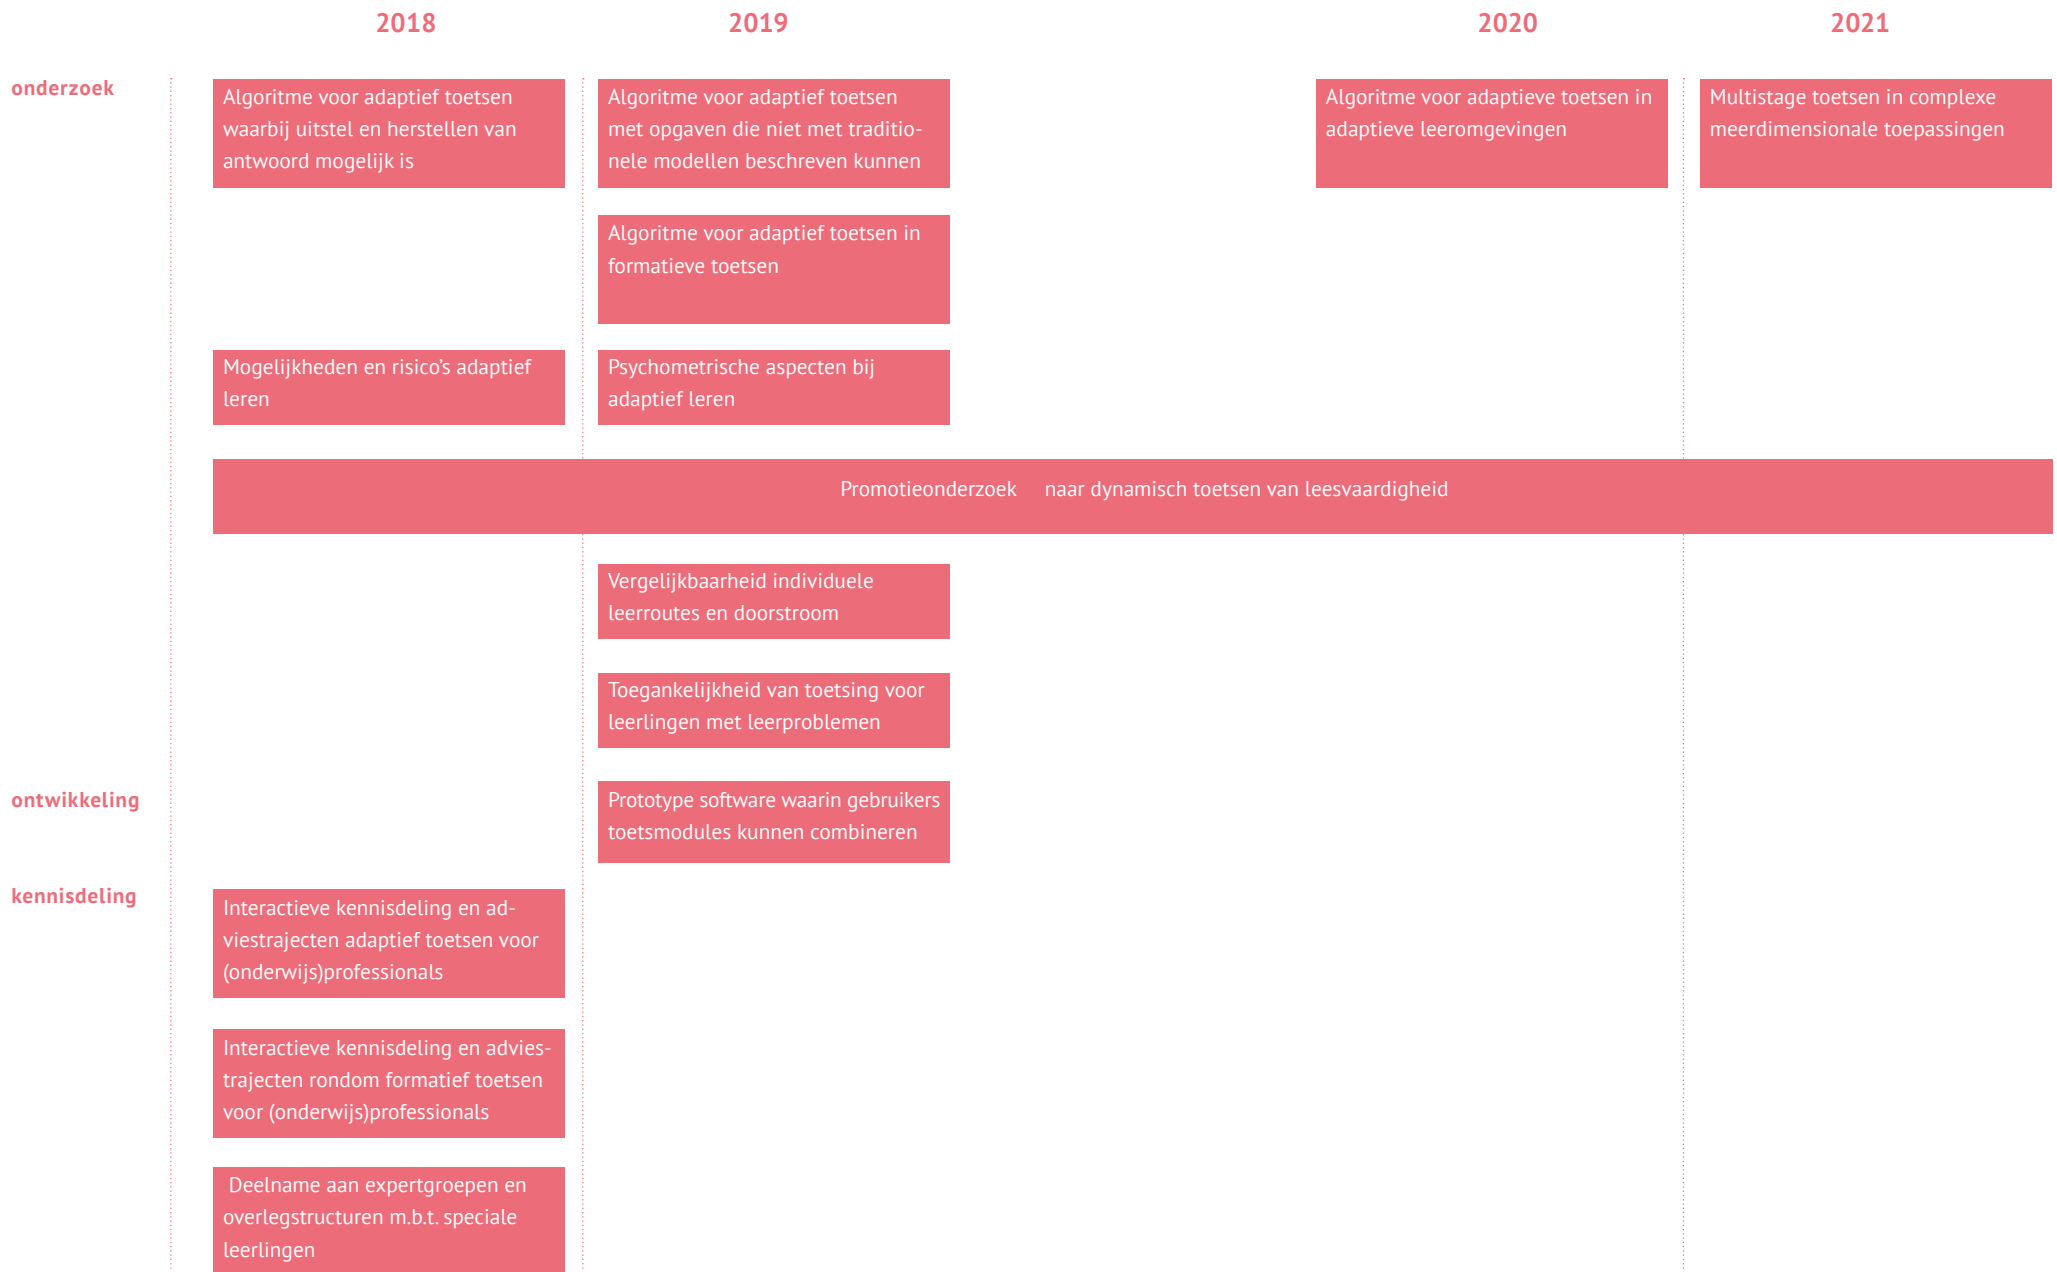 2018
2019
2020
2021
onderzoek
Algoritme voor adaptief toetsen
waarbij uitstel en herstellen van
antwoord mogelijk is
Algoritme voor adaptief toetsen
met opgaven die niet met traditio-
nele modellen beschreven kunnen
Algoritme voor adaptieve toetsen in
adaptieve leeromgevingen
Multistage toetsen in complexe
meerdimensionale toepassingen
Algoritme voor adaptief toetsen in
formatieve toetsen
Mogelijkheden en risico’s adaptief
leren
Psychometrische aspecten bij
adaptief leren
Promotieonderzoek naar dynamisch toetsen van leesvaardigheid
Vergelijkbaarheid individuele
leerroutes en doorstroom
Toegankelijkheid van toetsing voor
leerlingen met leerproblemen
ontwikkeling
Prototype software waarin gebruikers
toetsmodules kunnen combineren
kennisdeling
Interactieve kennisdeling en ad-
viestrajecten adaptief toetsen voor
(onderwijs)professionals
Interactieve kennisdeling en advies-
trajecten rondom formatief toetsen
voor (onderwijs)professionals
Deelname aan expertgroepen en
overlegstructuren m.b.t. speciale
leerlingen